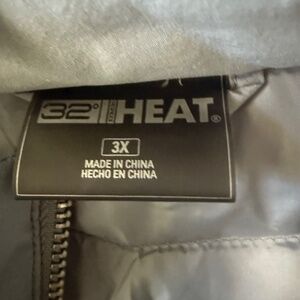 32° HEAT®
3X
MADE IN CHINA
HECHO EN CHINA